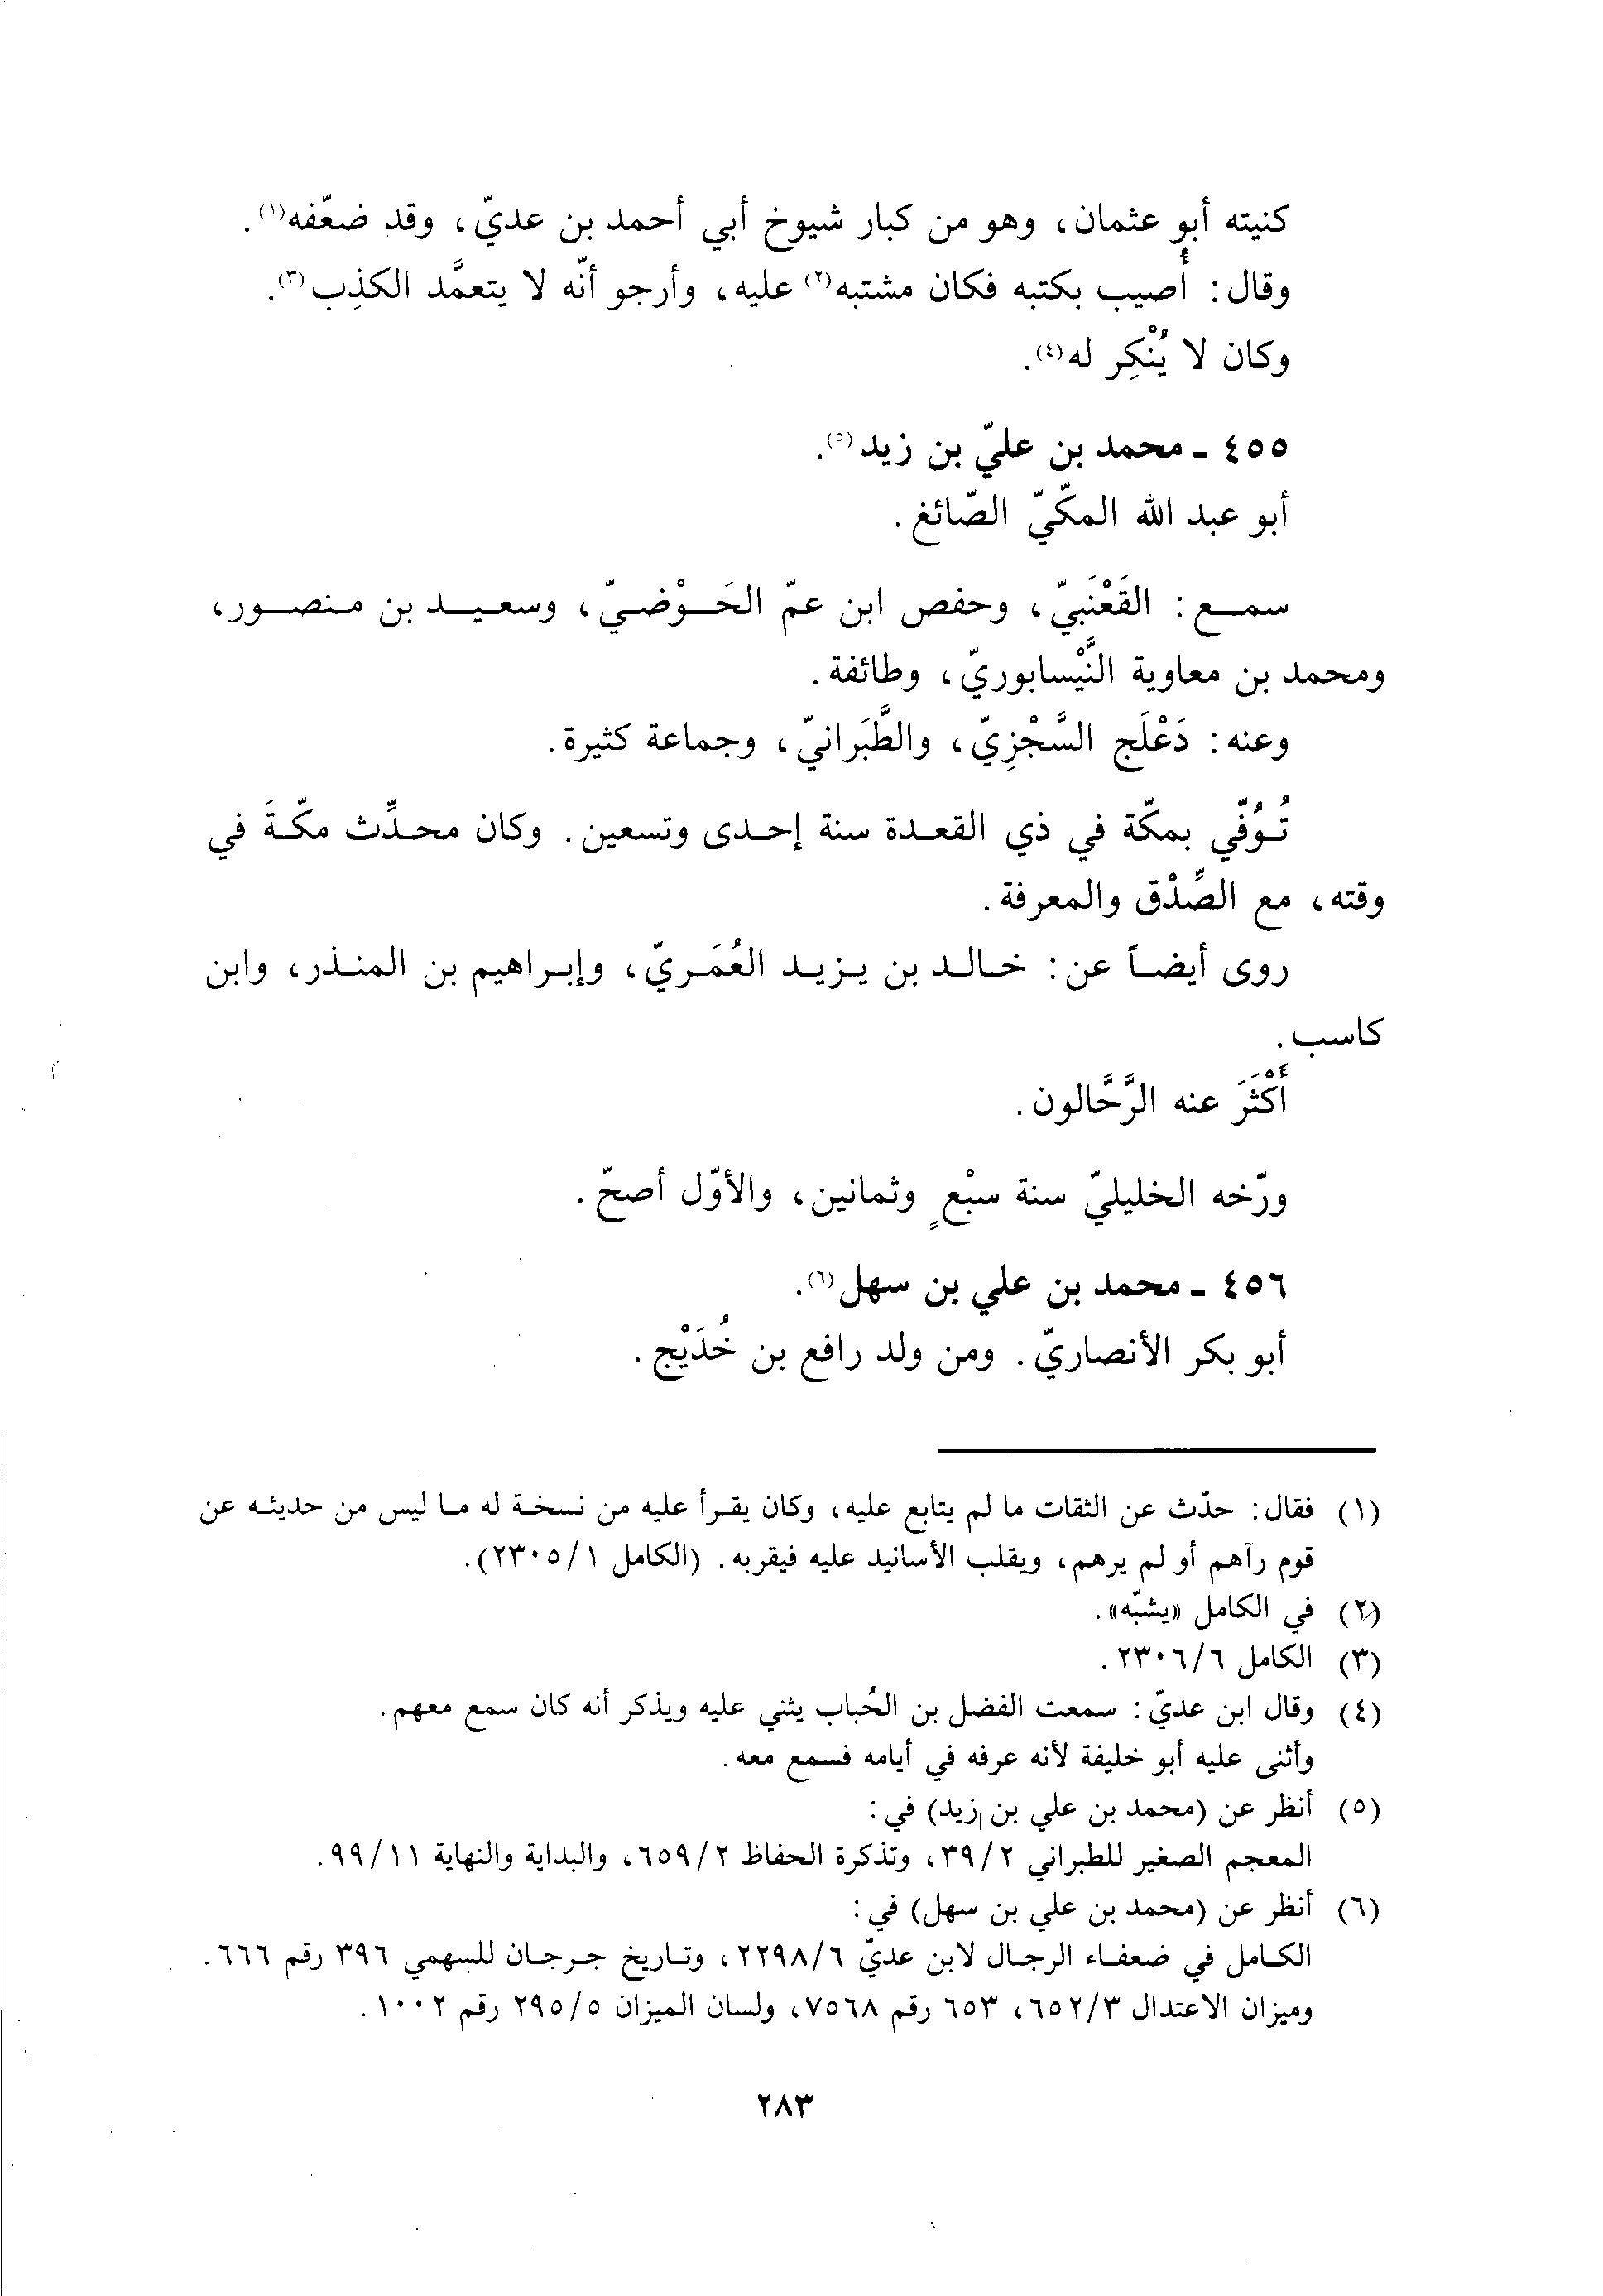 كنيته أبو عثمان، وهو من كبار شيوخ أبي أحمد بن عديّ، وقد ضعّفه(١).
وقال: أُصيب بكتبه فكان مشتبه(٢) عليه، وأرجو أنّه لا يتعمَّد الكذِب(٣).
وكان لا يُنْكِر له(٤).
٤٥٥ - محمد بن عليّ بن زيد(٥).
أبو عبد الله المكّيّ الصّائغ.
سمع: القَعْنَبيّ، وحفص ابن عمّ الحَوْضيّ، وسعيد بن منصور،
ومحمد بن معاوية النَّيْسابوريّ، وطائفة.
وعنه: دَعْلَج السَّجْزِيّ، والطَّبَرانيّ، وجماعة كثيرة.
تُوُفّي بمكّة في ذي القعدة سنة إحدى وتسعين. وكان محدِّث مكّةَ في
وقته، مع الصِّدْق والمعرفة.
روى أيضاً عن: خالد بن يزيد العُمَريّ، وإبراهيم بن المنذر، وابن
كاسب.
أَكْثَرَ عنه الرَّحَّالون.
ورّخه الخليليّ سنة سبْعٍ وثمانين، والأوّل أصحّ.
٤٥٦ - محمد بن علي بن سهل(٦).
أبو بكر الأنصاريّ. ومن ولد رافع بن خُدَيْج.
(١) فقال: حدّث عن الثقات ما لم يتابع عليه، وكان يقرأ عليه من نسخة له ما ليس من حديثه عن
قوم رآهم أو لم يرهم، ويقلب الأسانيد عليه فيقربه. (الكامل ٢٣٠٥/١).
(٢) في الكامل «يشبّه».
(٣) الكامل ٢٣٠٦/٦.
(٤) وقال ابن عديّ: سمعت الفضل بن الحُباب يثني عليه ويذكر أنه كان سمع معهم.
وأثنى عليه أبو خليفة لأنه عرفه في أيامه فسمع معه.
(٥) أنظر عن (محمد بن علي بن زيد) في:
المعجم الصغير للطبراني ٣٩/٢، وتذكرة الحفاظ ٦٥٩/٢، والبداية والنهاية ٩٩/١١.
(٦) أنظر عن (محمد بن علي بن سهل) في:
الكامل في ضعفاء الرجال لابن عديّ ٢٢٩٨/٦، وتاريخ جرجان للسهمي ٣٩٦ رقم ٦٦٦.
وميزان الاعتدال ٦٥٢/٣، ٦٥٣ رقم ٧٥٦٨، ولسان الميزان ٢٩٥/٥ رقم ١٠٠٢.
٢٨٣